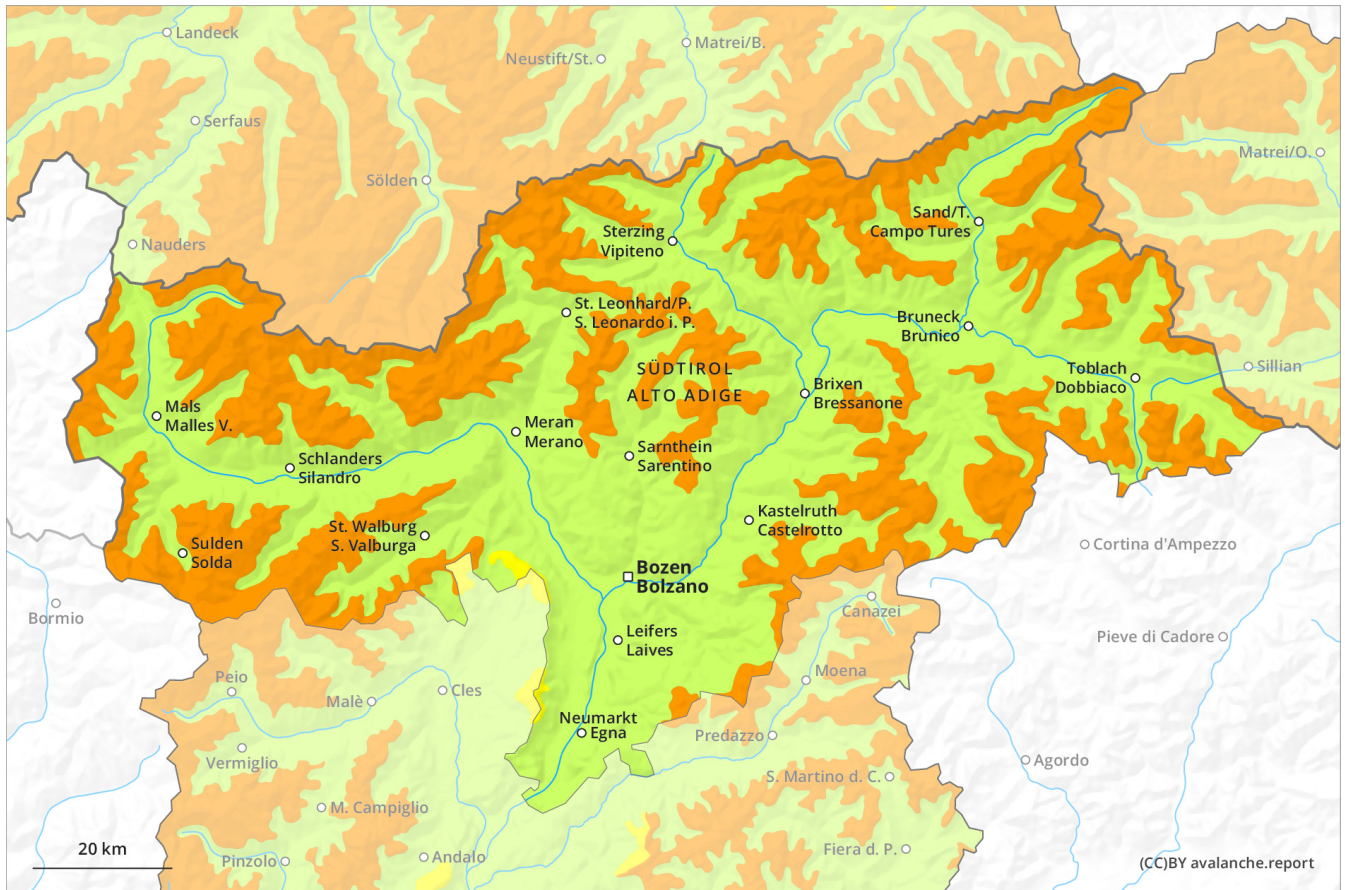 Landeck
Matrei/B.
Neustift/St.
Serfaus
Matrei/O.
Sölden
Sand/T.
Campo Tures
Nauders
Sterzing
Vipiteno
St. Leonhard/P.
S. Leonardo i. P.
Bruneck
Brunico
SÜDTIROL
ALTO ADIGE
Toblach
Dobbiaco
Sillian
Brixen
Bressanone
Mals
Malles V.
Meran
Merano
Schlanders
Silandro
Sarnthein
Sarentino
Kastelruth
Castelrotto
St. Walburg
S. Valburga
Sulden
Solda
Cortina d'Ampezzo
Bozen
Bolzano
Bormio
Canazei
Leifers
Laives
Pieve di Cadore
Peio
Malè
Cles
Moena
Neumarkt
Egna
Predazzo
Vermiglio
Agordo
S. Martino d. C.
M. Campiglio
20 km
Pinzolo
Andalo
Fiera d. P.
(CC)BY avalanche.report